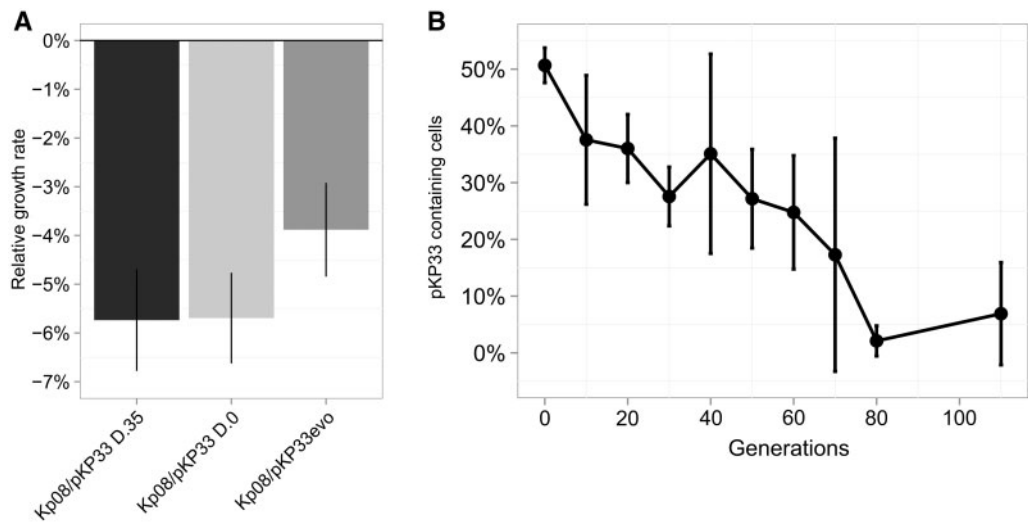 A
0%
−1%
−2%
−3%
−4%
−5%
−6%
−7%
Relative growth rate
Kp08/pKP33 D.35
Kp08/pKP33 D.0
Kp08/pKP33evo
B
50%
40%
30%
20%
10%
0%
pKP33 containing cells
0 20 40 60 80 100
Generations